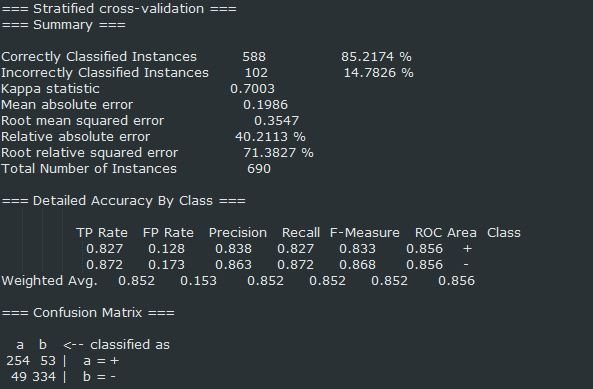 === Stratified cross-validation ===
=== Summary ===
Correctly Classified Instances 588 85.2174 %
Incorrectly Classified Instances 102 14.7826 %
Kappa statistic 0.7003
Mean absolute error 0.1986
Root mean squared error 0.3547
Relative absolute error 40.2113 %
Root relative squared error 71.3827 %
Total Number of Instances 690
=== Detailed Accuracy By Class ===
TP Rate FP Rate Precision Recall F-Measure ROC Area Class
0.827 0.128 0.838 0.827 0.833 0.856 +
0.872 0.173 0.863 0.872 0.868 0.856 -
Weighted Avg. 0.852 0.153 0.852 0.852 0.852 0.856
=== Confusion Matrix ===
a b <-- classified as
254 53 | a = +
49 334 | b = -